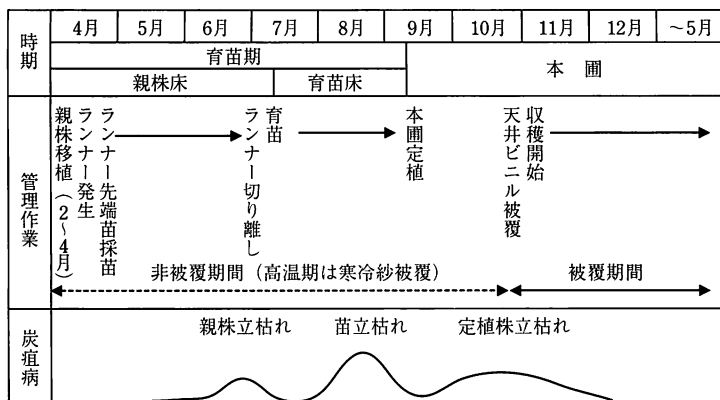 時期
4月 5月 6月 7月 8月 9月 10月 11月 12月 ～5月
育苗期
本圃
親株床 育苗床
管理作業
親株移植（2～4月）
ランナー発生
ランナー先端苗採苗
ランナー切り離し
育苗
本圃定植
天井ビニル被覆
収穫開始
非被覆期間（高温期は寒冷紗被覆） 被覆期間
炭疽病
親株立枯れ 苗立枯れ 定植株立枯れ